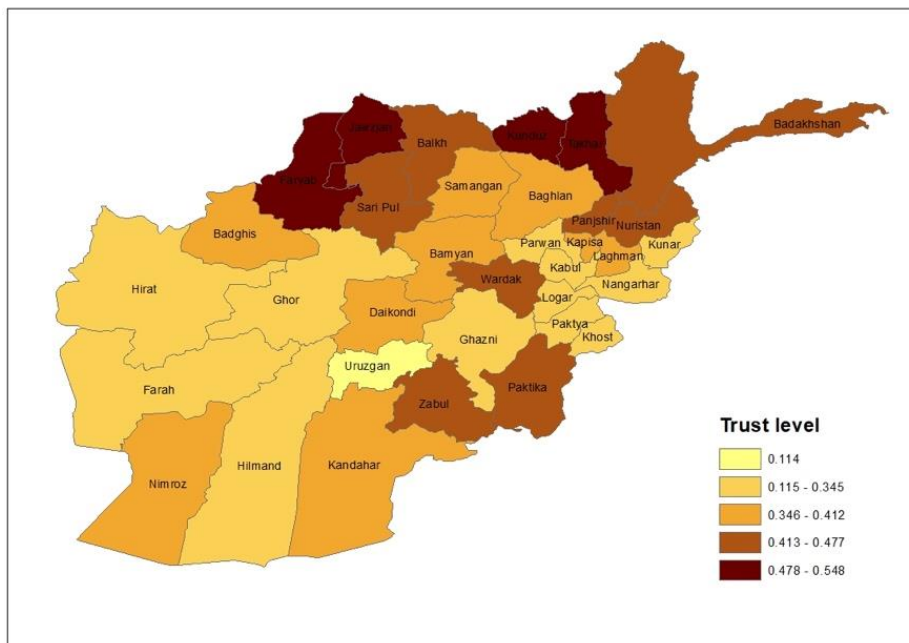 Jawzjan
Balkh
Kunduz
Takhar
Badakhshan
Faryab
Sari Pul
Samangan
Baghlan
Panjshir
Nuristan
Badghis
Parwan
Kapisa
Kunar
Laghman
Bamyan
Kabul
Hirat
Wardak
Nangarhar
Ghor
Logar
Daikondi
Paktya
Ghazni
Khost
Uruzgan
Farah
Zabul
Paktika
Nimroz
Hilmand
Kandahar
Trust level
0.114
0.115 - 0.345
0.346 - 0.412
0.413 - 0.477
0.478 - 0.548